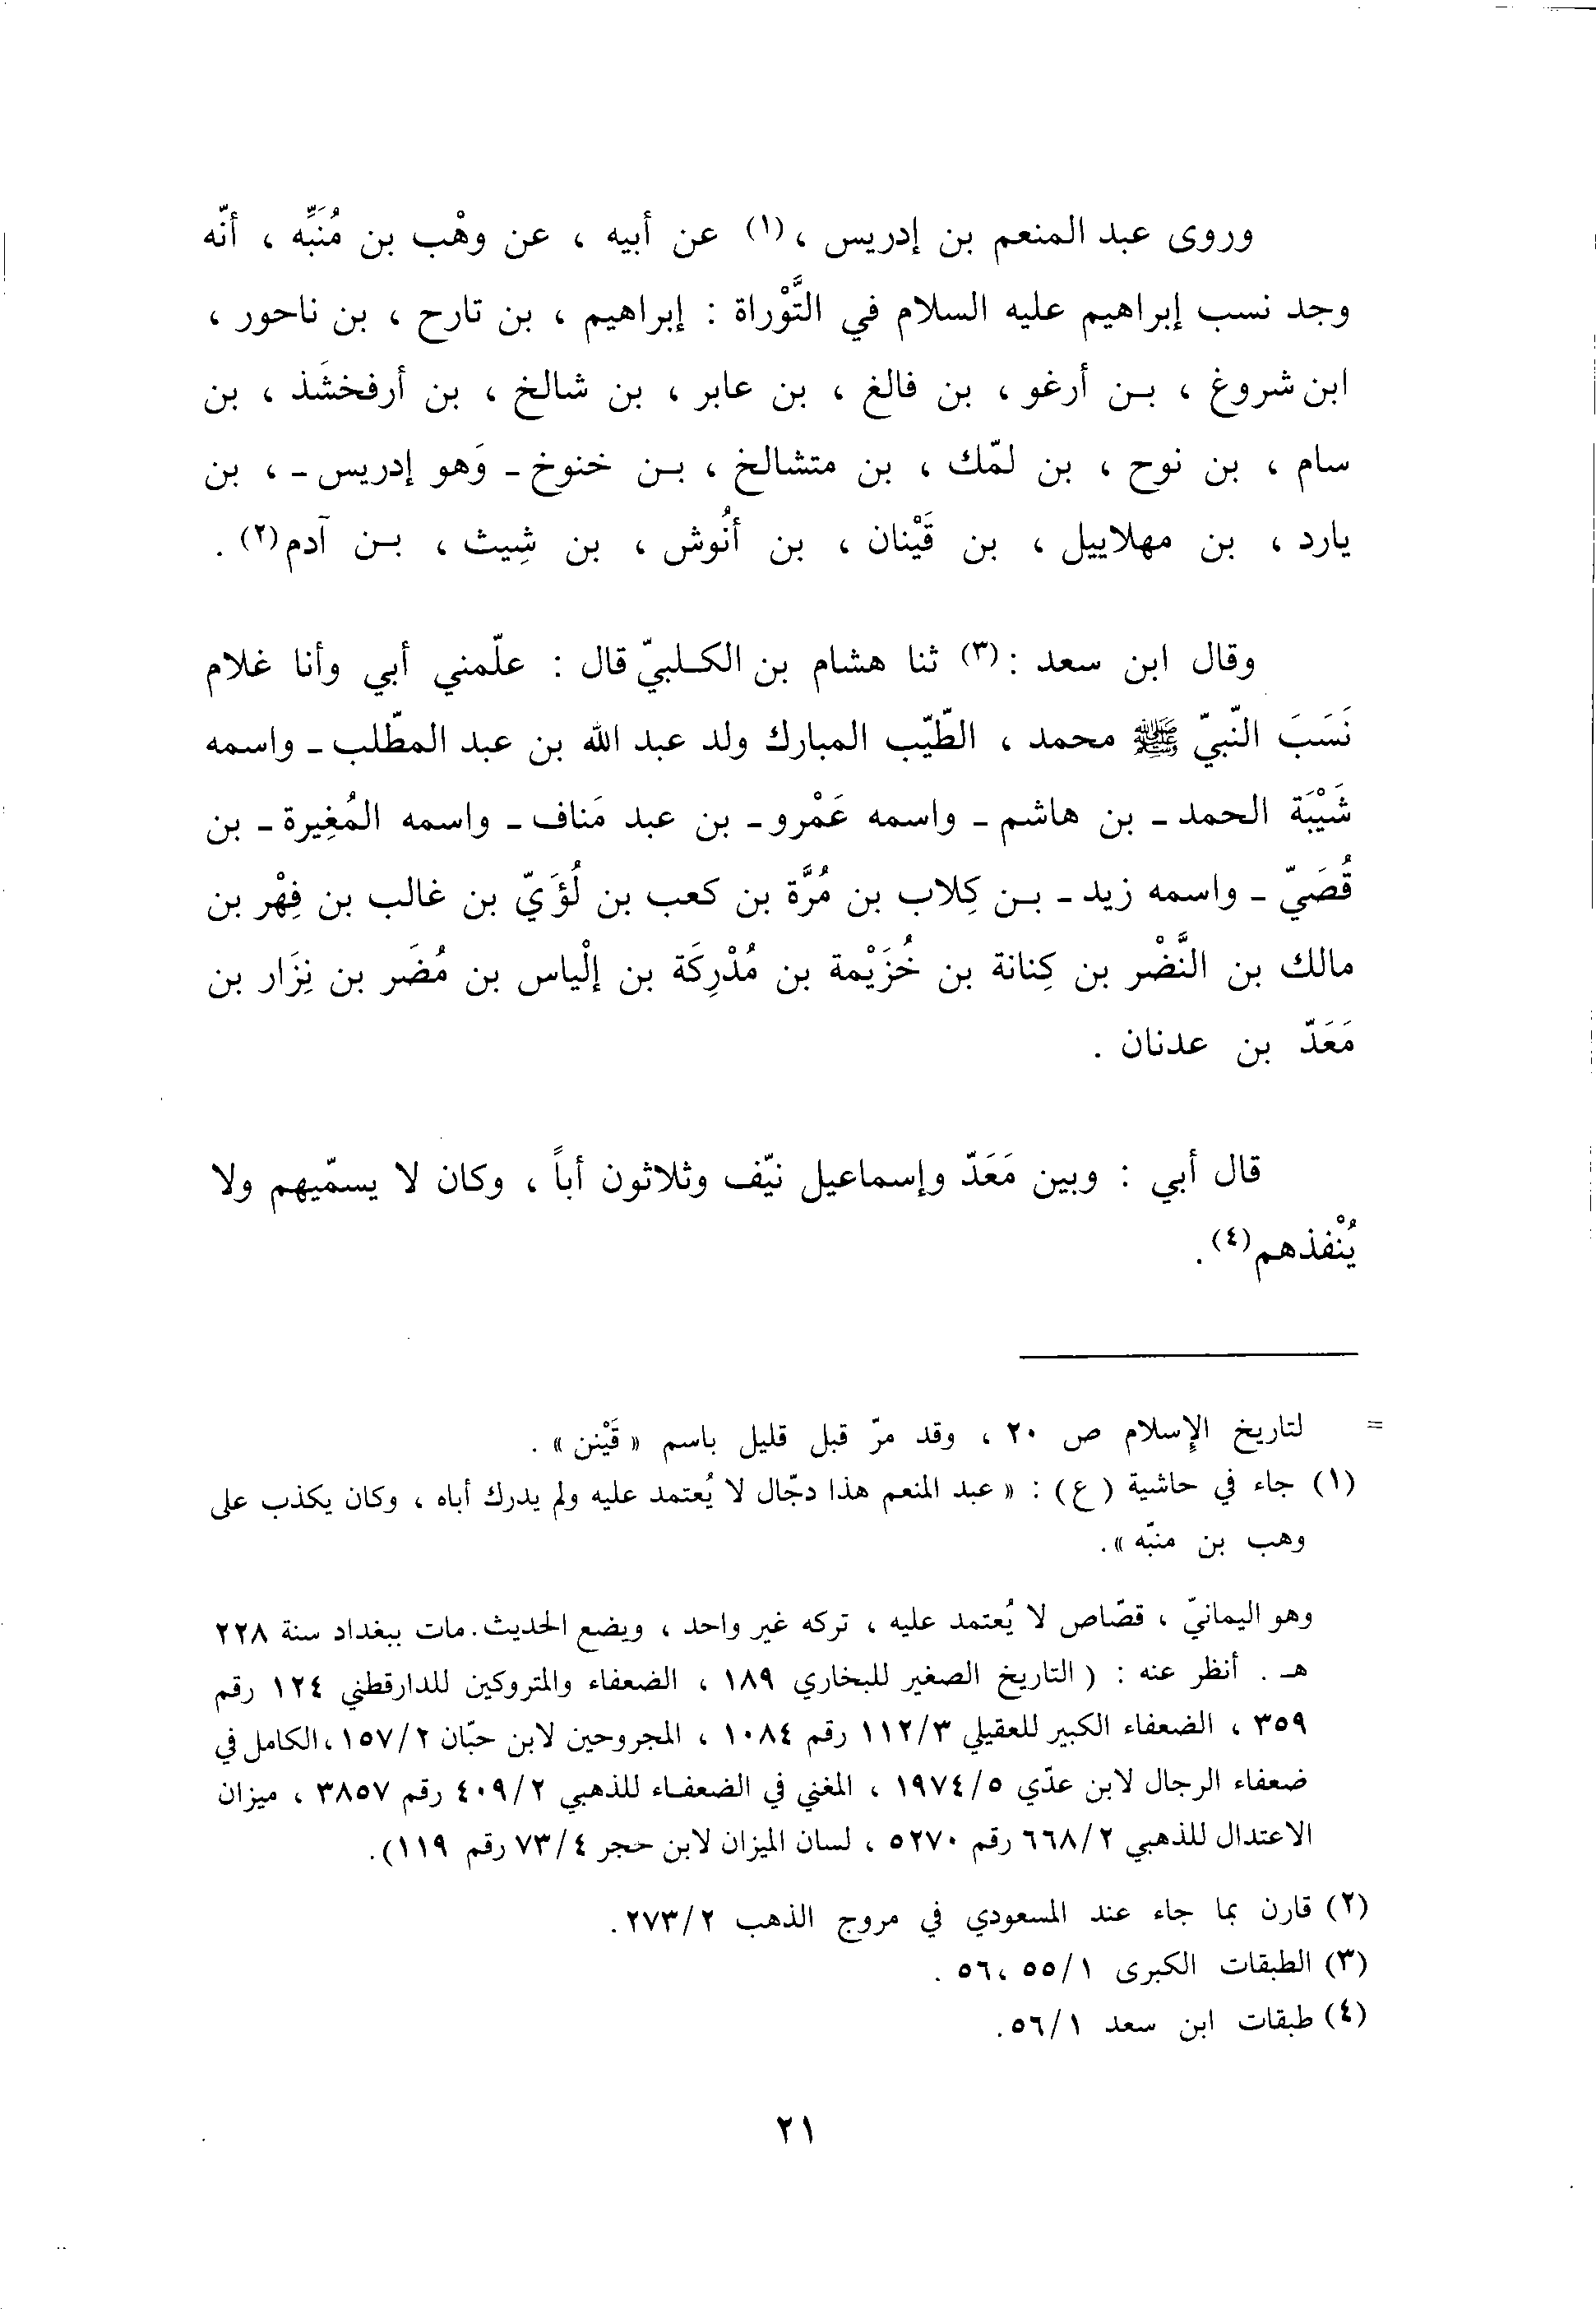 وروى عبد المنعم بن إدريس ،(١) عن أبيه ، عن وهْب بن مُنَبِّه ، أنّه
وجد نسب إبراهيم عليه السلام في التَّوْراة : إبراهيم ، بن تارح ، بن ناحور ،
ابن شروغ ، بـن أرغو ، بن فالغ ، بن عابر ، بن شالخ ، بن أرفخشَذ ، بن
سام ، بن نوح ، بن لمّك ، بن متشالخ ، بـن خنوخ ـ وَهو إدريس ـ ، بن
يارد ، بن مهلاييل ، بن قَيْنان ، بن أنُوش ، بن شِيث ، بـن آدم(٢) .
وقال ابن سعد :(٣) ثنا هشام بن الكـلبيّ قال : علّمني أبي وأنا غلام
نَسَبَ النّبيّ ﷺ محمد ، الطّيّب المبارك ولد عبد الله بن عبد المطّلب ـ واسمه
شَيْبَة الحمد ـ بن هاشم ـ واسمه عَمْرو ـ بن عبد مَناف ـ واسمه المُغِيرة ـ بن
قُصَيّ ـ واسمه زيد ـ بـن كِلاب بن مُرَّة بن كعب بن لُؤَيّ بن غالب بن فِهْر بن
مالك بن النَّضْر بن كِنانة بن خُزَيْمة بن مُدْرِكَة بن إلْياس بن مُضَر بن نِزَار بن
مَعَدّ بن عدنان .
قال أبي : وبين مَعَدّ وإسماعيل نيّف وثلاثون أباً ، وكان لا يسمّيهم ولا
يُنْفذهم(٤).
= لتاريخ الإسلام ص ٢٠ ، وقد مرّ قبل قليل باسم « قَيْنن » .
(١) جاء في حاشية ( ع ) : « عبد المنعم هذا دجّال لا يُعتمد عليه ولم يدرك أباه ، وكان يكذب على
وهب بن منبّه ».
وهو اليمانيّ ، قصّاص لا يُعتمد عليه ، تركه غير واحد ، ويضع الحديث . مات ببغداد سنة ٢٢٨
هـ . أنظر عنه : ( التاريخ الصغير للبخاري ١٨٩ ، الضعفاء والمتروكين للدارقطني ١٢٤ رقم
٣٥٩ ، الضعفاء الكبير للعقيلي ١١٢/٣ رقم ١٠٨٤ ، المجروحين لابن حبّان ١٥٧/٢ ، الكامل في
ضعفاء الرجال لابن عدّي ١٩٧٤/٥ ، المغني في الضعفـاء للذهبي ٤٠٩/٢ رقم ٣٨٥٧ ، ميزان
الاعتدال للذهبي ٦٦٨/٢ رقم ٥٢٧٠ ، لسان الميزان لابن حجر ٧٣/٤ رقم ١١٩).
(٢) قارن بما جاء عند المسعودي في مروج الذهب ٢٧٣/٢ .
(٣) الطبقات الكبرى ٥٥/١ ،٥٦ .
(٤) طبقات ابن سعد ٥٦/١ .
٢١